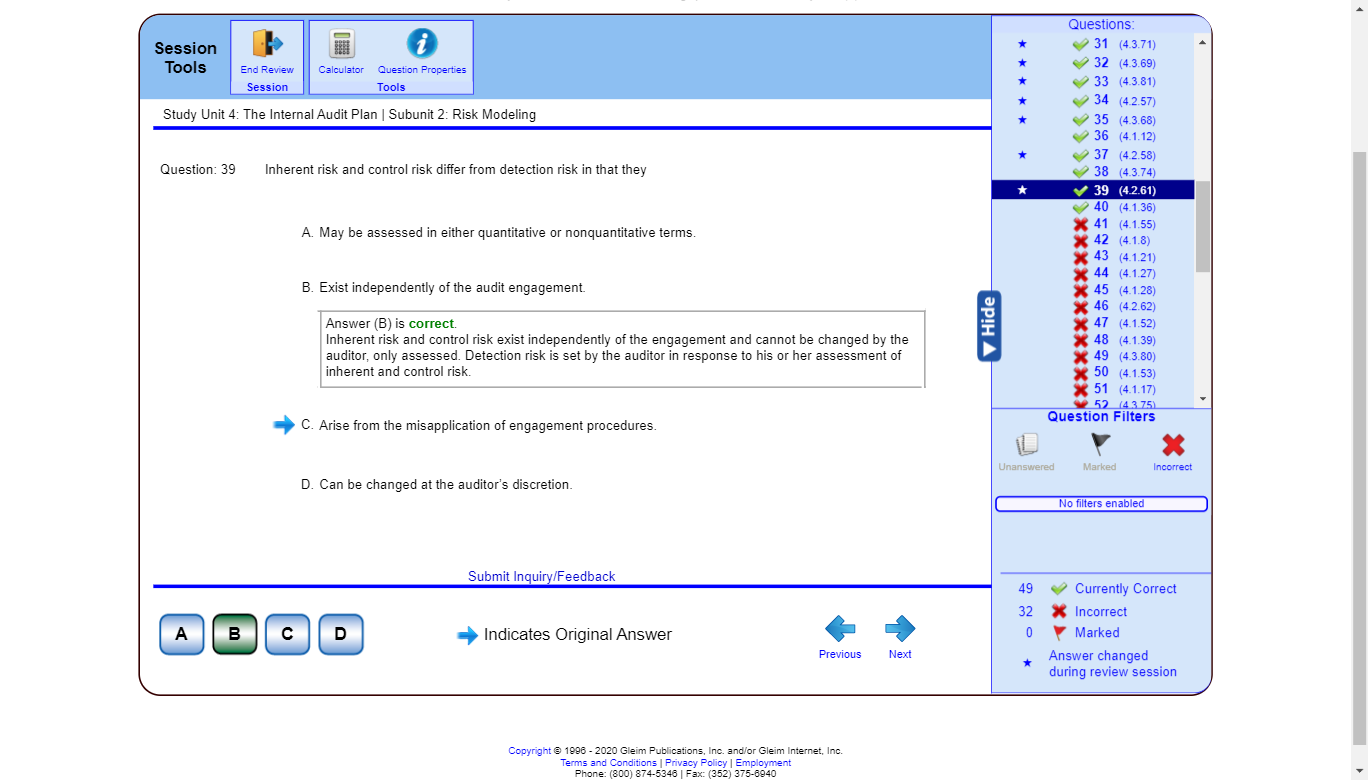 Session
Tools
End Review
Session
Calculator
Question Properties
Tools
Study Unit 4: The Internal Audit Plan | Subunit 2: Risk Modeling
Question: 39
Inherent risk and control risk differ from detection risk in that they
A. May be assessed in either quantitative or nonquantitative terms.
B. Exist independently of the audit engagement.
Answer (B) is correct.
Inherent risk and control risk exist independently of the engagement and cannot be changed by the
auditor, only assessed. Detection risk is set by the auditor in response to his or her assessment of
inherent and control risk.
C. Arise from the misapplication of engagement procedures.
D. Can be changed at the auditor's discretion.
Submit Inquiry/Feedback
A
B
C
D
Indicates Original Answer
Previous
Next
Hide
Questions:
31 (4.3.71)
32 (4.3.69)
33 (4.3.81)
34 (4.2.57)
35 (4.3.68)
36 (4.1.12)
37 (4.2.58)
38 (4.3.74)
39 (4.2.61)
40 (4.1.36)
41 (4.1.55)
42 (4.1.8)
43 (4.1.21)
44 (4.1.27)
45 (4.1.28)
46 (4.2.62)
47 (4.1.52)
48 (4.1.39)
49 (4.3.80)
50 (4.1.53)
51 (4.1.17)
52 (4.3.75)
Question Filters
Unanswered
Marked
Incorrect
No filters enabled
49 Currently Correct
32 Incorrect
0 Marked
Answer changed
during review session
Copyright © 1996 - 2020 Gleim Publications, Inc. and/or Gleim Internet, Inc.
Terms and Conditions | Privacy Policy | Employment
Phone: (800) 874-5346 | Fax: (352) 375-6940